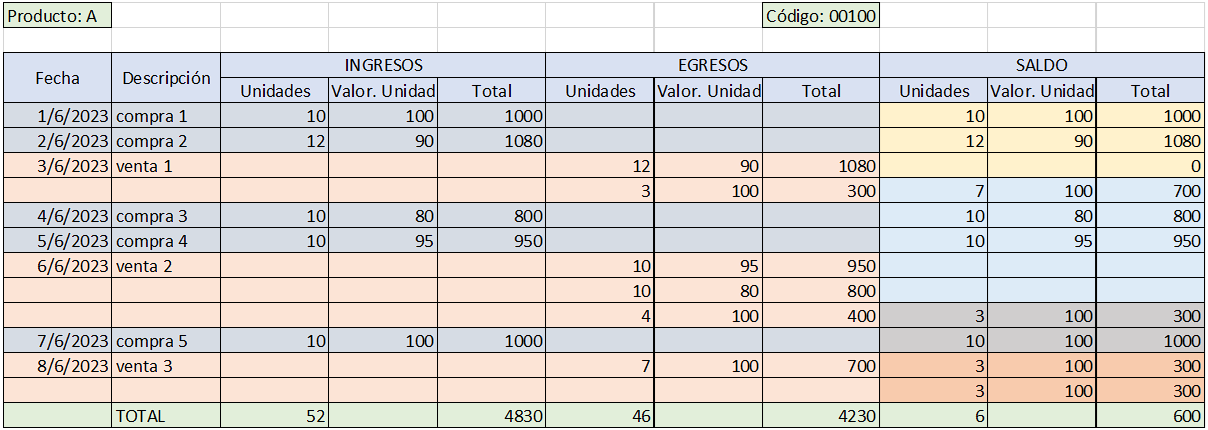 Producto: A Código: 00100
INGRESOS EGRESOS SALDO
Fecha Descripción
Unidades Valor. Unidad Total Unidades Valor. Unidad Total Unidades Valor. Unidad Total
1/6/2023 compra 1 10 100 1000 10 100 1000
2/6/2023 compra 2 12 90 1080 12 90 1080
3/6/2023 venta 1 12 90 1080 0
3 100 300 7 100 700
4/6/2023 compra 3 10 80 800 10 80 800
5/6/2023 compra 4 10 95 950 10 95 950
6/6/2023 venta 2 10 95 950
10 80 800
4 100 400 3 100 300
7/6/2023 compra 5 10 100 1000 10 100 1000
8/6/2023 venta 3 7 100 700 3 100 300
3 100 300
TOTAL 52 4830 46 4230 6 600